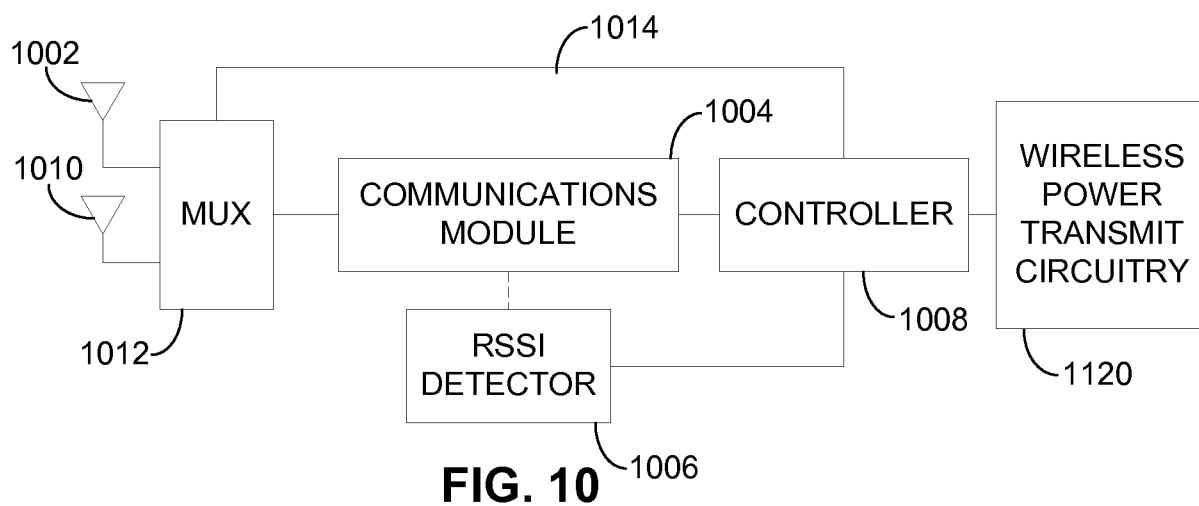 1014
1002
1004
1010
MUX
COMMUNICATIONS
MODULE
CONTROLLER
WIRELESS
POWER
TRANSMIT
CIRCUITRY
1012
RSSI
DETECTOR
1008
1120
1006
FIG. 10